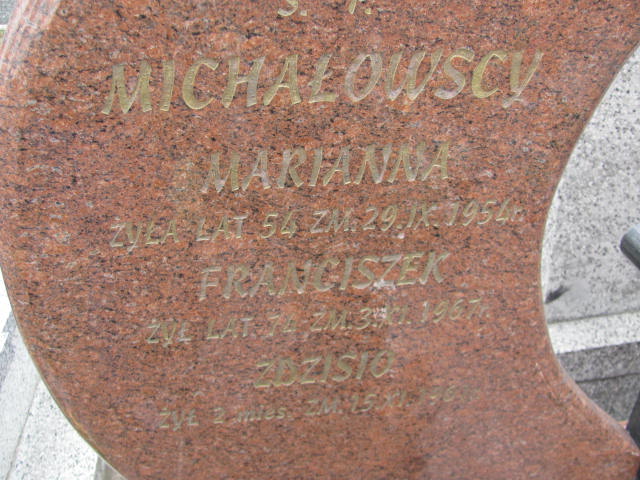 Ś. P.
MICHAŁOWSCY
MARIANNA
ŻYŁA LAT. 54 ZM. 29.IX.1954r.
FRANCISZEK
ŻYŁ LAT. 74 ZM. 3.XI.1967r.
ZDZISIO
ŻYŁ 2 mies. ZM. 15.XI.